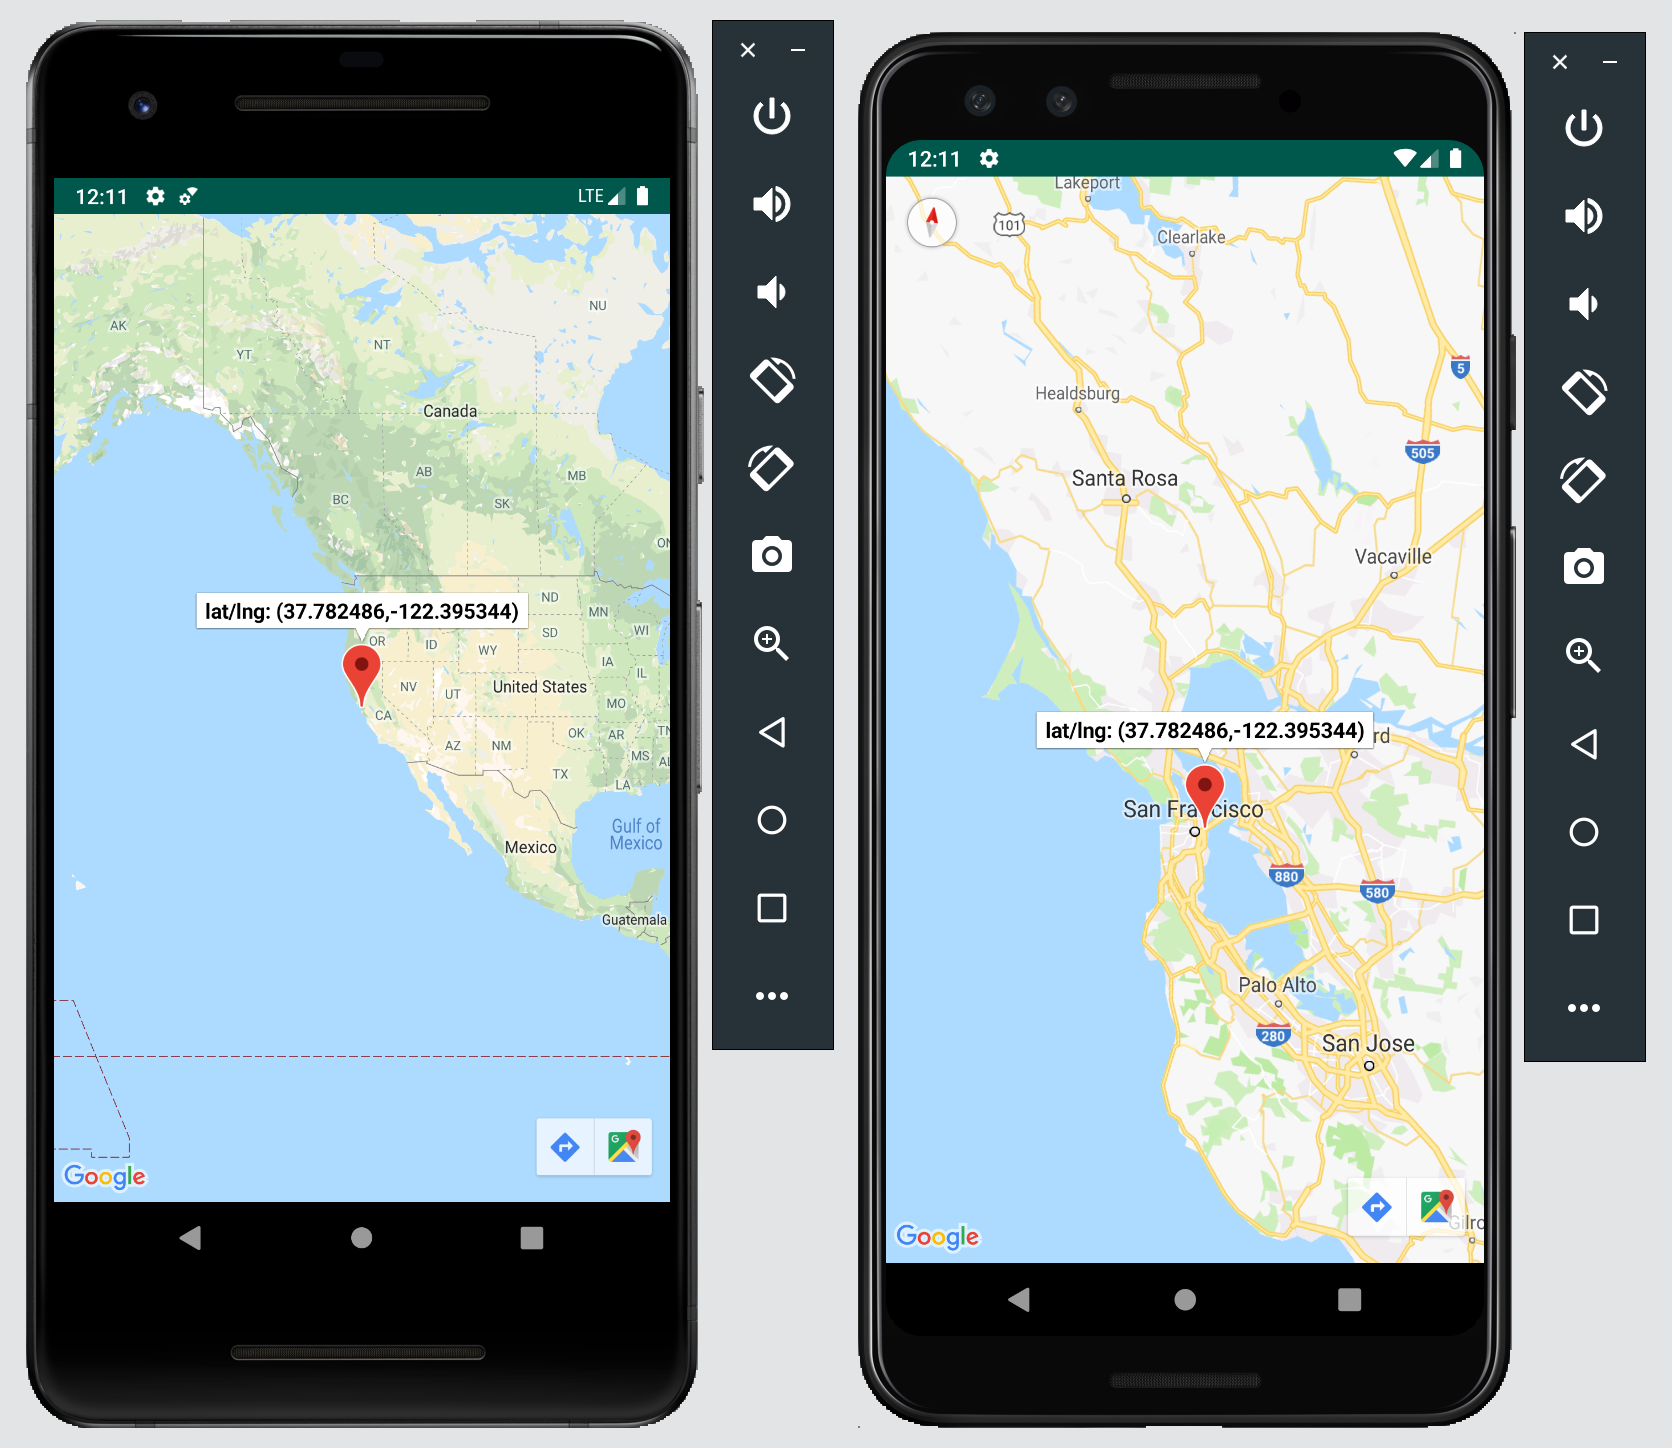 12:11
LTE
NU
AK
YT
NT
Canada
AB
MB
BC
SK
ON
lat/lng: (37.782486,-122.395344)
ND
MN
OR
ID
SD
WI
WY
IA
NV
UT
United States
IL
MO
CA
OK
AR
TN
AZ
NM
MS
AL
TX
LA
Gulf of
Mexico
Mexico
Guatemala
Google
G
12:11
Lakeport
101
Clearlake
5
Healdsburg
505
Santa Rosa
Vacaville
lat/lng: (37.782486,-122.395344)
rd
San Francisco
880
580
Palo Alto
280
San Jose
G
Gilro
Google